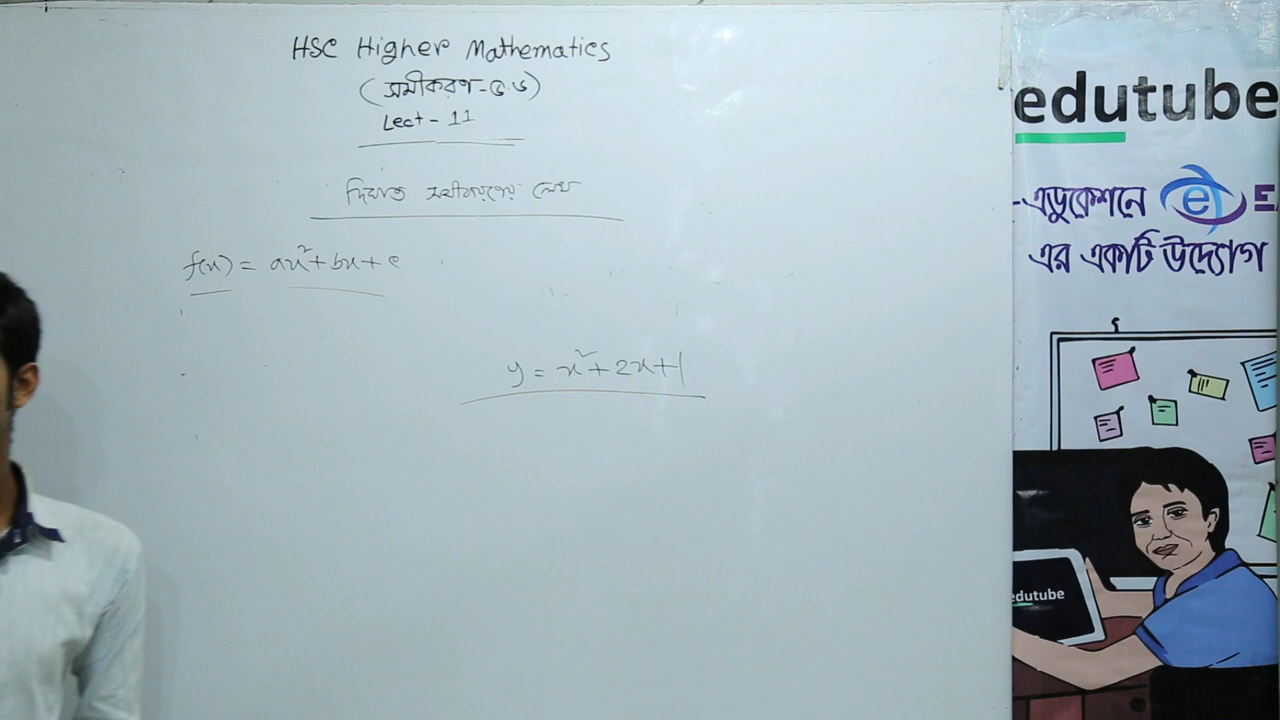 HSC Higher Mathematics
(সমীকরণ-৫.৬)
Lect - 11
দ্বিঘাত সমীকরণের লেখ
f(x) = ax²+bx+c
y = x²+2x+1
edutube
-এডুকেশনে e EA
এর একটি উদ্যোগ
edutube